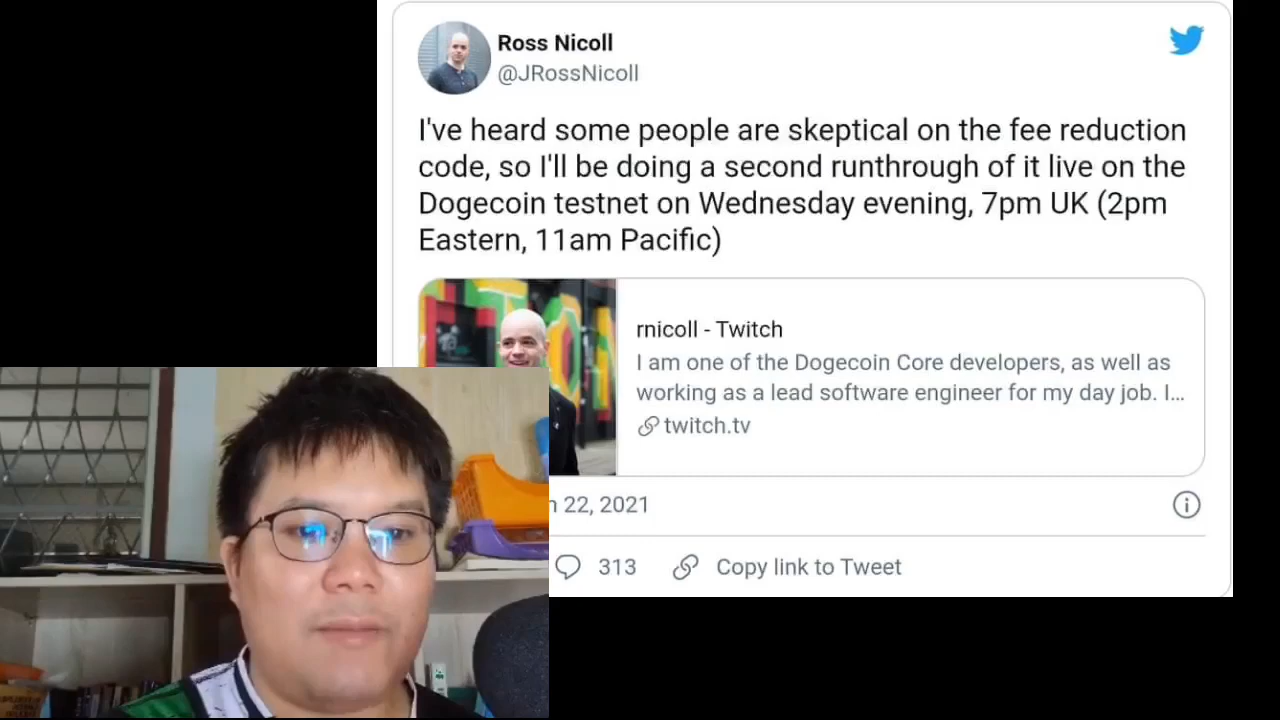 Ross Nicoll
@JRossNicoll
I've heard some people are skeptical on the fee reduction
code, so I'll be doing a second runthrough of it live on the
Dogecoin testnet on Wednesday evening, 7pm UK (2pm
Eastern, 11am Pacific)
rnicoll - Twitch
I am one of the Dogecoin Core developers, as well as
working as a lead software engineer for my day job. I...
twitch.tv
22, 2021
313
Copy link to Tweet